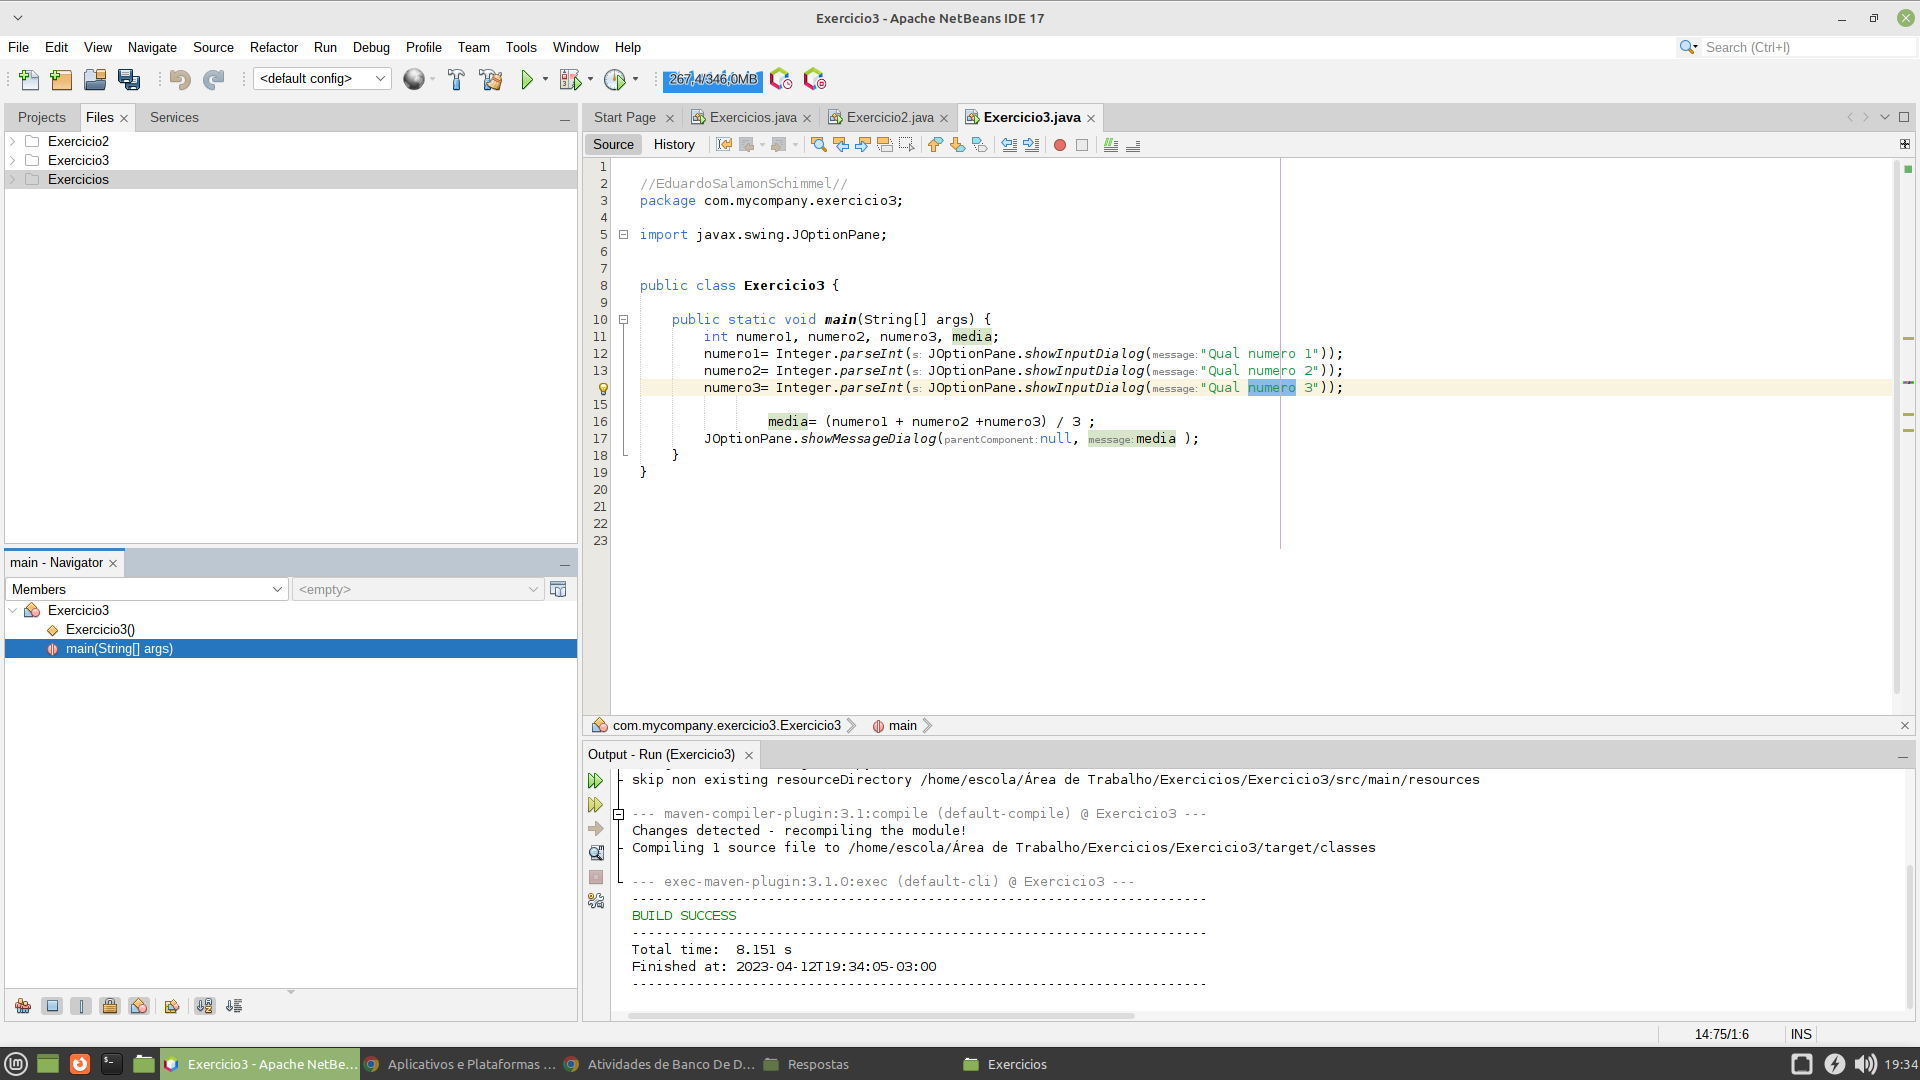 Exercicio3 - Apache NetBeans IDE 17
File Edit View Navigate Source Refactor Run Debug Profile Team Tools Window Help
Search (Ctrl+I)
<default config>
267,4/346,0MB
Projects Files Services
Exercicio2
Exercicio3
Exercicios
Start Page Exercicios.java Exercicio2.java Exercicio3.java
Source History
1
2 //EduardoSalamonSchimmel//
3 package com.mycompany.exercicio3;
4
5 import javax.swing.JOptionPane;
6
7
8 public class Exercicio3 {
9
10 public static void main(String[] args) {
11 int numero1, numero2, numero3, media;
12 numero1= Integer.parseInt(s: JOptionPane.showInputDialog(message:"Qual numero 1"));
13 numero2= Integer.parseInt(s: JOptionPane.showInputDialog(message:"Qual numero 2"));
numero3= Integer.parseInt(s: JOptionPane.showInputDialog(message:"Qual numero 3"));
15
16 media= (numero1 + numero2 +numero3) / 3 ;
17 JOptionPane.showMessageDialog(parentComponent:null, message:media );
18 }
19 }
20
21
22
23
main - Navigator
Members <empty>
Exercicio3
Exercicio3()
main(String[] args)
com.mycompany.exercicio3.Exercicio3 main
Output - Run (Exercicio3)
skip non existing resourceDirectory /home/escola/Área de Trabalho/Exercicios/Exercicio3/src/main/resources
--- maven-compiler-plugin:3.1:compile (default-compile) @ Exercicio3 ---
Changes detected - recompiling the module!
Compiling 1 source file to /home/escola/Área de Trabalho/Exercicios/Exercicio3/target/classes
--- exec-maven-plugin:3.1.0:exec (default-cli) @ Exercicio3 ---
------------------------------------------------------------------------
BUILD SUCCESS
------------------------------------------------------------------------
Total time:  8.151 s
Finished at: 2023-04-12T19:34:05-03:00
------------------------------------------------------------------------
14:75/1:6 INS
Exercicio3 - Apache NetBe... Aplicativos e Plataformas ... Atividades de Banco De D... Respostas Exercicios 19:34